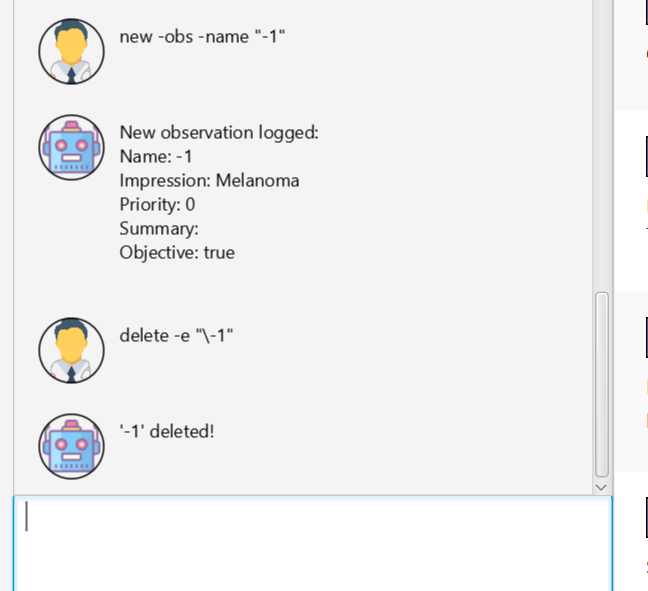 new -obs -name "-1"
New observation logged:
Name: -1
Impression: Melanoma
Priority: 0
Summary:
Objective: true
delete -e "\-1"
'-1' deleted!